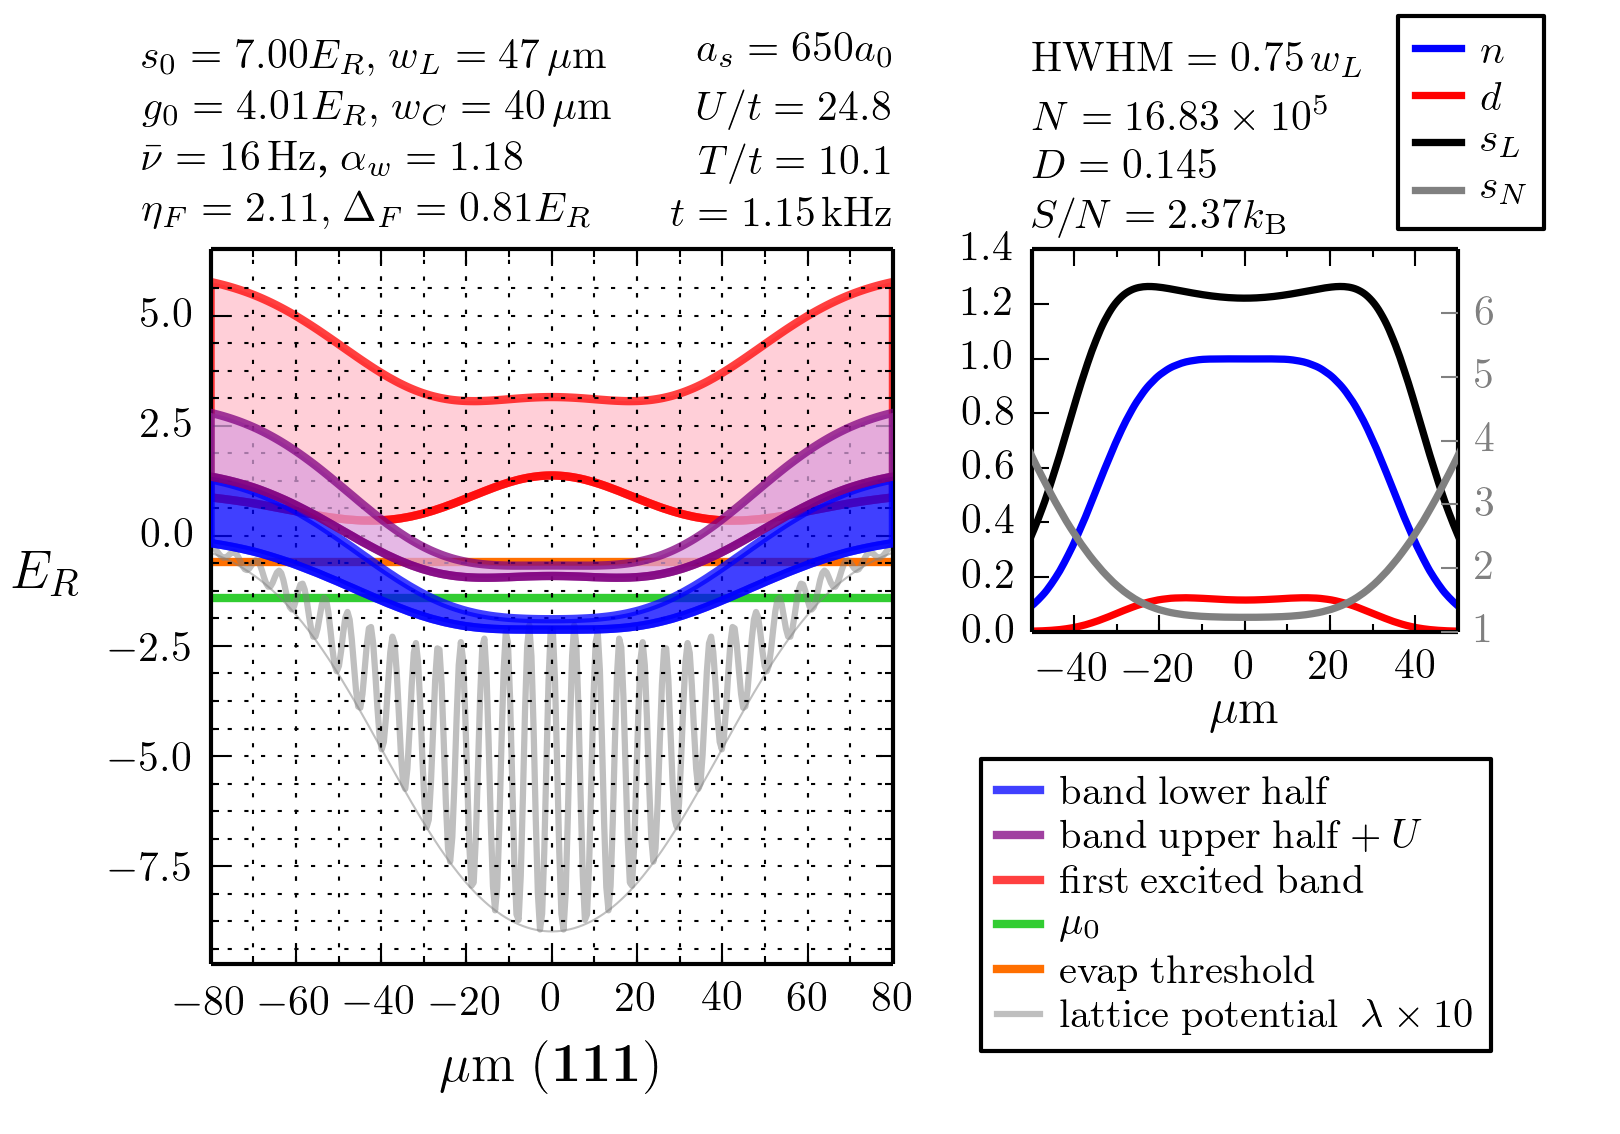 s₀ = 7.00E_R, w_L = 47 μm
g₀ = 4.01E_R, w_C = 40 μm
ν̄ = 16 Hz, α_w = 1.18
η_F = 2.11, Δ_F = 0.81E_R
a_s = 650a₀
U/t = 24.8
T/t = 10.1
t = 1.15 kHz
HWHM = 0.75 w_L
N = 16.83 × 10⁵
D = 0.145
S/N = 2.37k_B
n
d
s_L
s_N
E_R
5.0
2.5
0.0
−2.5
−5.0
−7.5
−80 −60 −40 −20 0 20 40 60 80
μm (111)
1.4
1.2
1.0
0.8
0.6
0.4
0.2
0.0
6
5
4
3
2
1
−40 −20 0 20 40
μm
band lower half
band upper half + U
first excited band
μ₀
evap threshold
lattice potential λ × 10